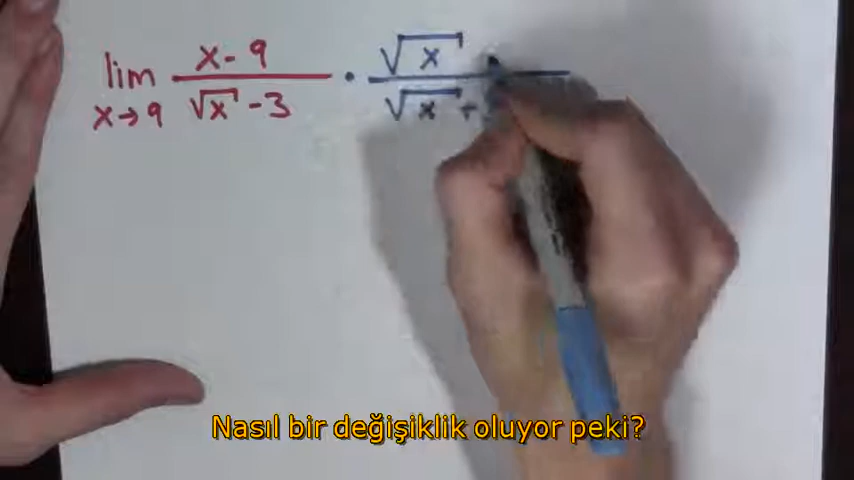 lim x→9 (x-9)/(√x -3) · √x/(√x +
Nasıl bir değişiklik oluyor peki?